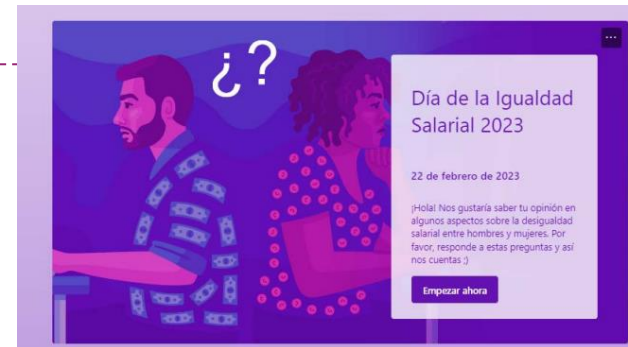 ¿?
Día de la Igualdad
Salarial 2023
22 de febrero de 2023
¡Hola! Nos gustaría saber tu opinión en
algunos aspectos sobre la desigualdad
salarial entre hombres y mujeres. Por
favor, responde a estas preguntas y así
nos cuentas ;)
Empezar ahora